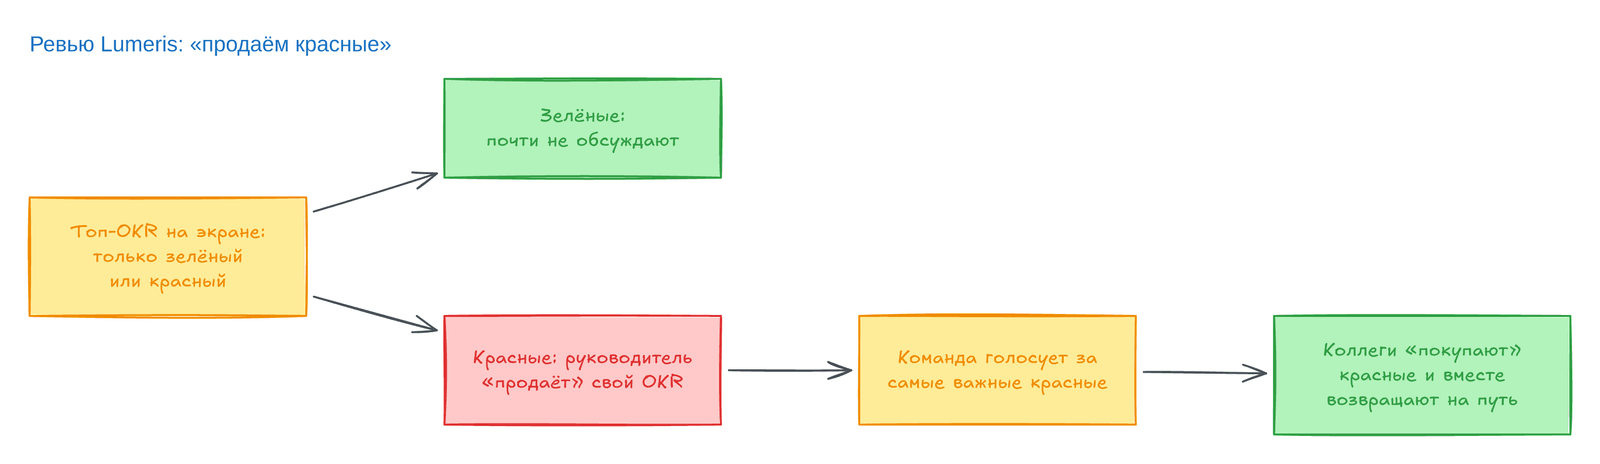 Ревью Lumeris: «продаём красные»
Зелёные:
почти не обсуждают
Топ-OKR на экране:
только зелёный
или красный
Красные: руководитель
«продаёт» свой OKR
Команда голосует за
самые важные красные
Коллеги «покупают»
красные и вместе
возвращают на путь